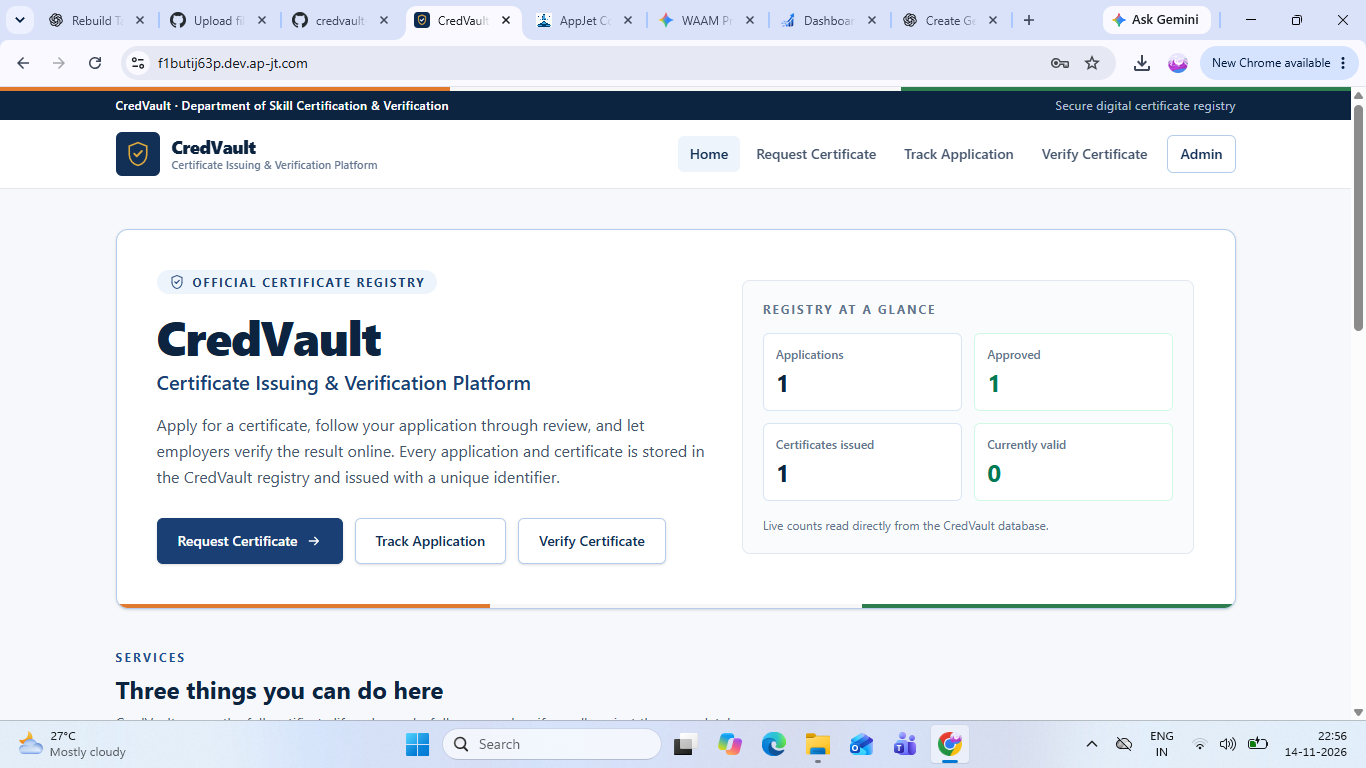 Rebuild Ta
Upload fil
credvault
CredVault
AppJet Co
WAAM Pr
Dashboar
Create Ge
Ask Gemini
f1butij63p.dev.ap-jt.com
New Chrome available
CredVault · Department of Skill Certification & Verification
Secure digital certificate registry
CredVault
Certificate Issuing & Verification Platform
Home
Request Certificate
Track Application
Verify Certificate
Admin
OFFICIAL CERTIFICATE REGISTRY
CredVault
Certificate Issuing & Verification Platform
Apply for a certificate, follow your application through review, and let
employers verify the result online. Every application and certificate is stored in
the CredVault registry and issued with a unique identifier.
Request Certificate
Track Application
Verify Certificate
REGISTRY AT A GLANCE
Applications
1
Approved
1
Certificates issued
1
Currently valid
0
Live counts read directly from the CredVault database.
SERVICES
Three things you can do here
27°C
Mostly cloudy
Search
ENG
IN
22:56
14-11-2026